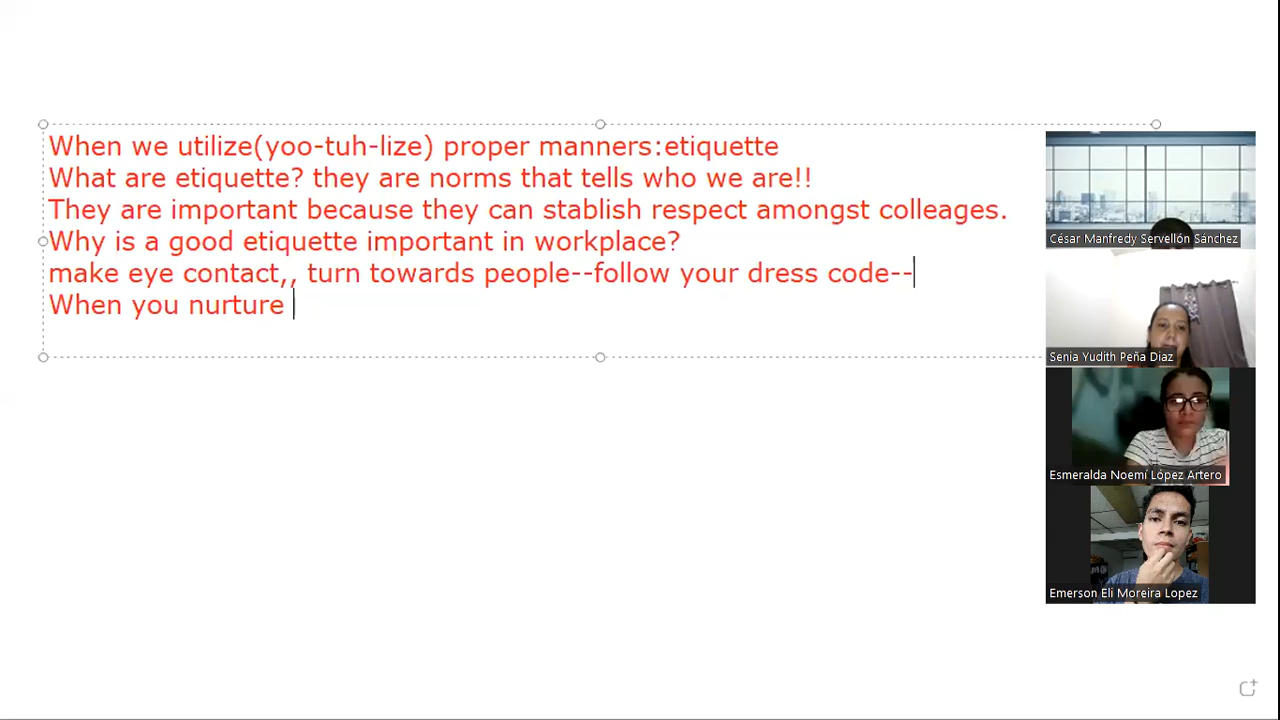 When we utilize(yoo-tuh-lize) proper manners:etiquette
What are etiquette? they are norms that tells who we are!!
They are important because they can stablish respect amongst colleages.
Why is a good etiquette important in workplace?
make eye contact,, turn towards people--follow your dress code--
When you nurture
César Manfredy Servellón Sánchez
Senia Yudith Peña Diaz
Esmeralda Noemí López Artero
Emerson Eli Moreira Lopez